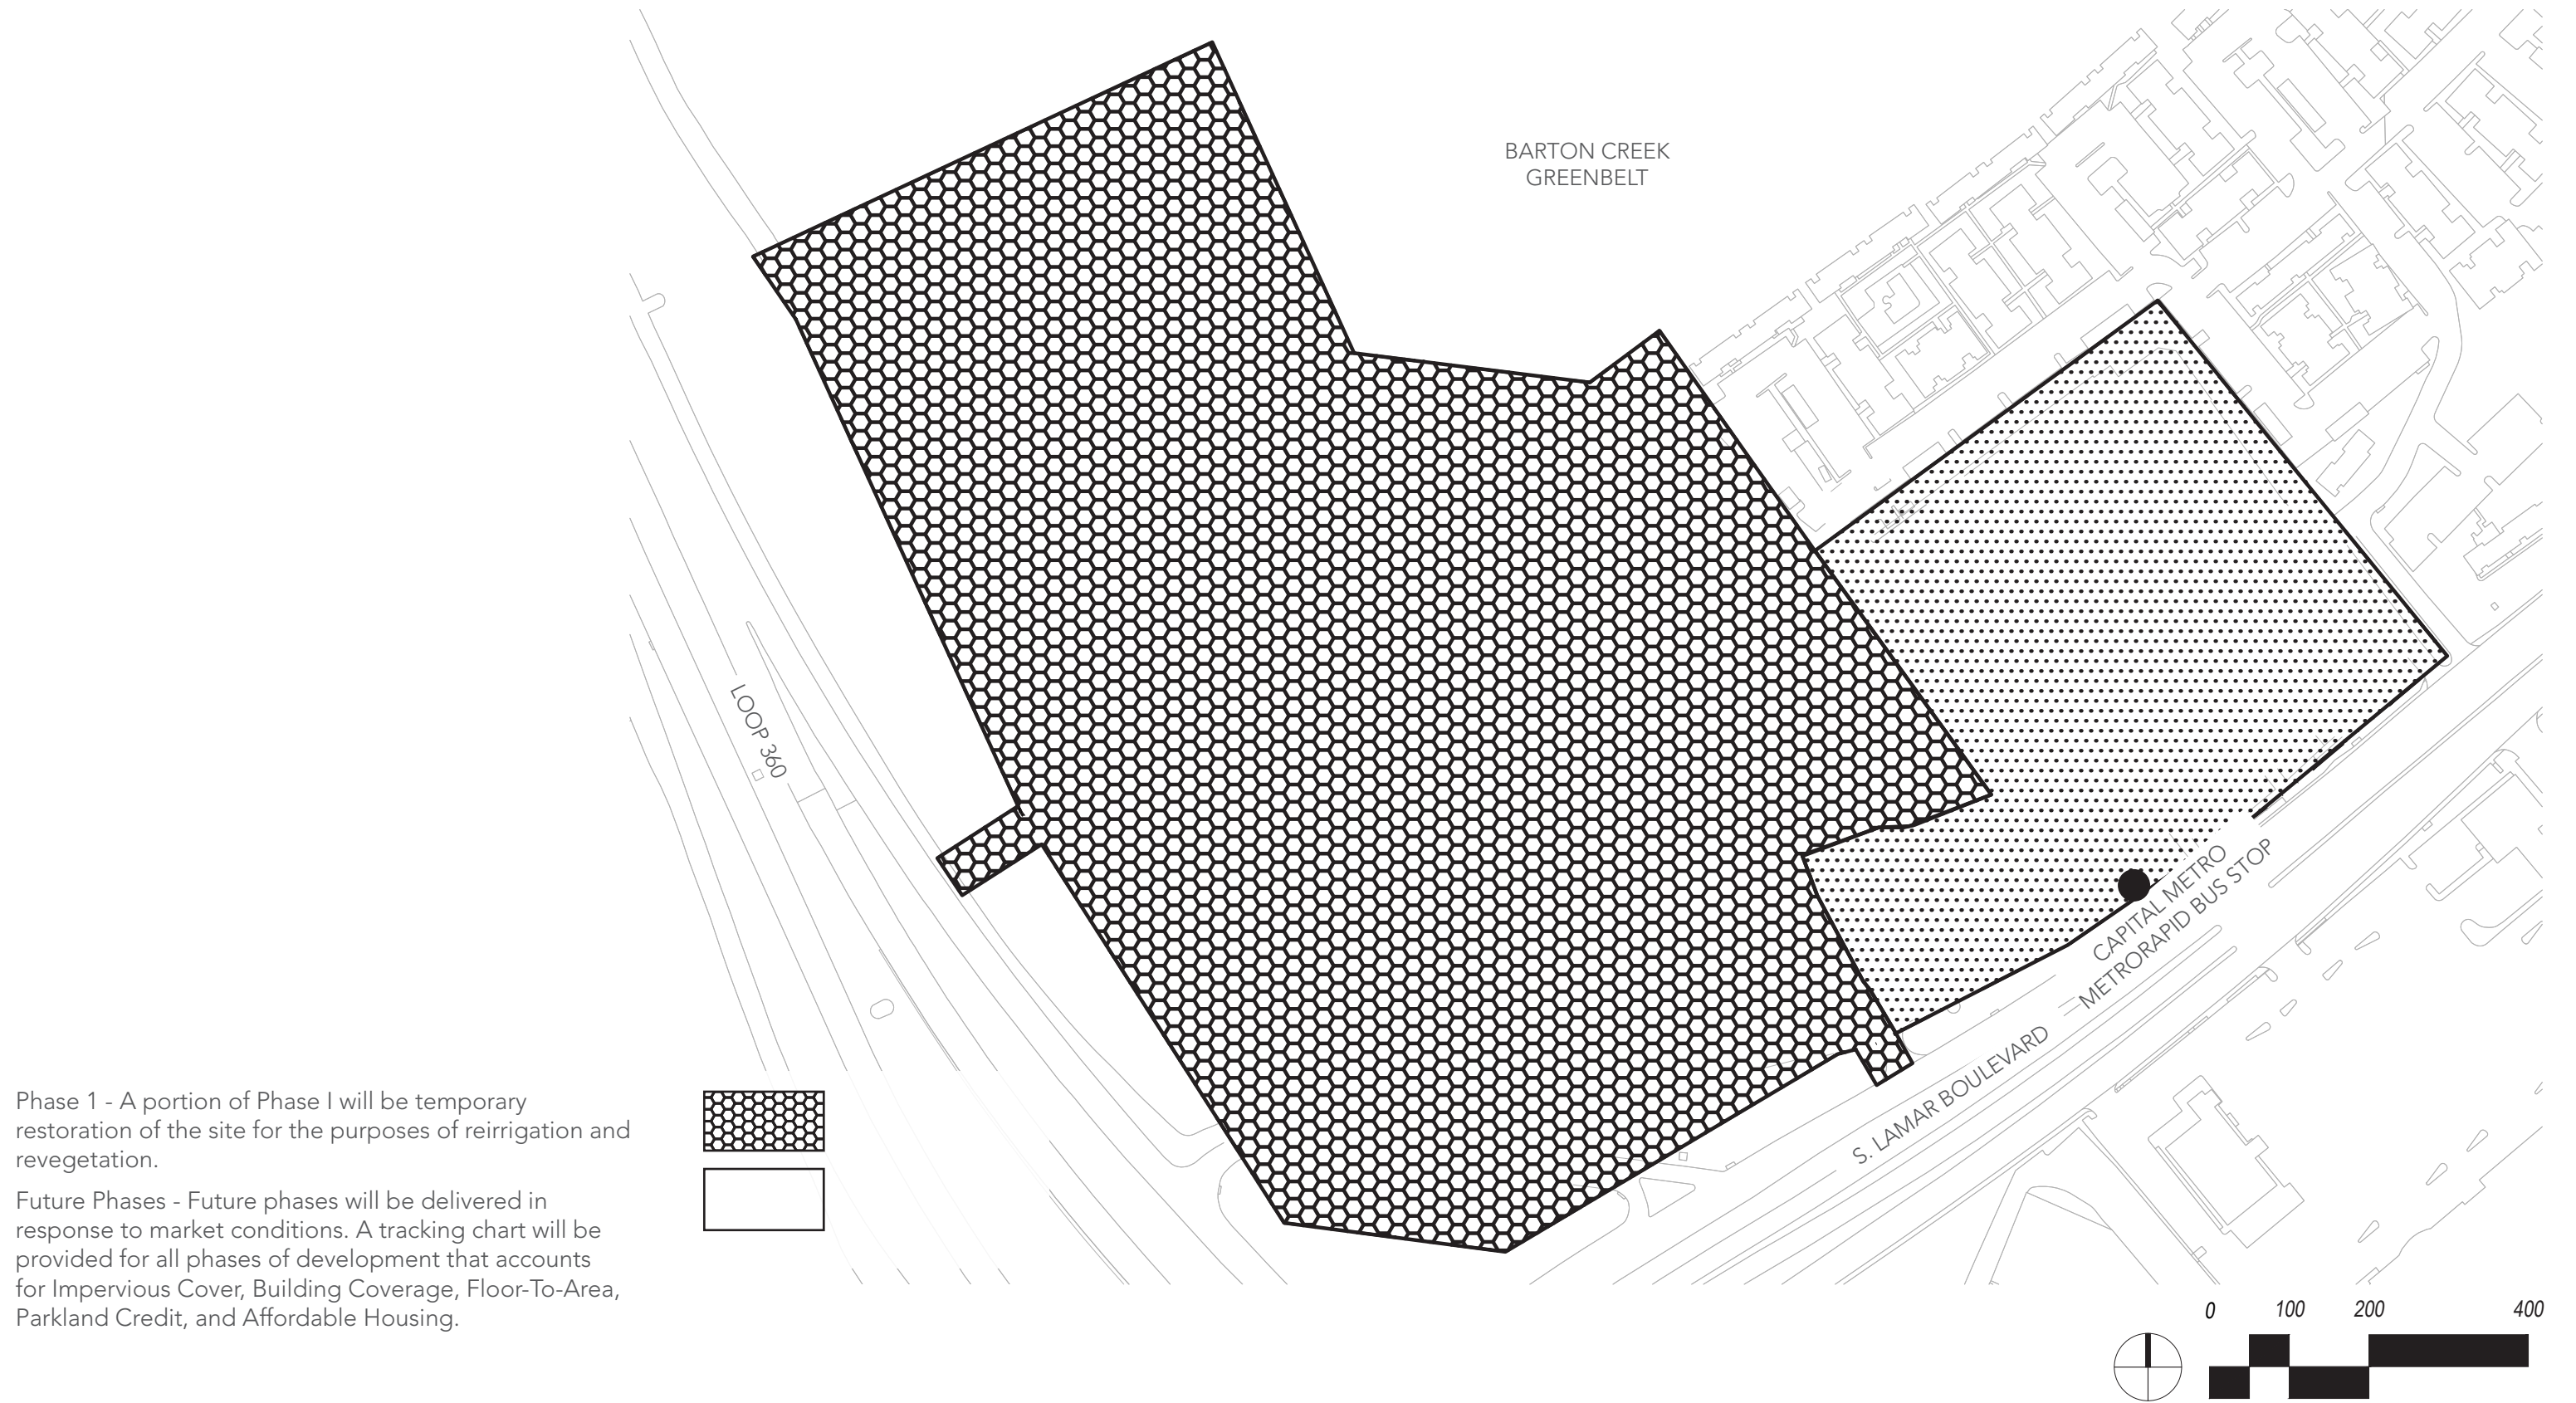 BARTON CREEK
GREENBELT
LOOP 360
CAPITAL METRO
METRORAPID BUS STOP
S. LAMAR BOULEVARD
Phase 1 - A portion of Phase I will be temporary
restoration of the site for the purposes of reirrigation and
revegetation.
Future Phases - Future phases will be delivered in
response to market conditions. A tracking chart will be
provided for all phases of development that accounts
for Impervious Cover, Building Coverage, Floor-To-Area,
Parkland Credit, and Affordable Housing.
0 100 200 400